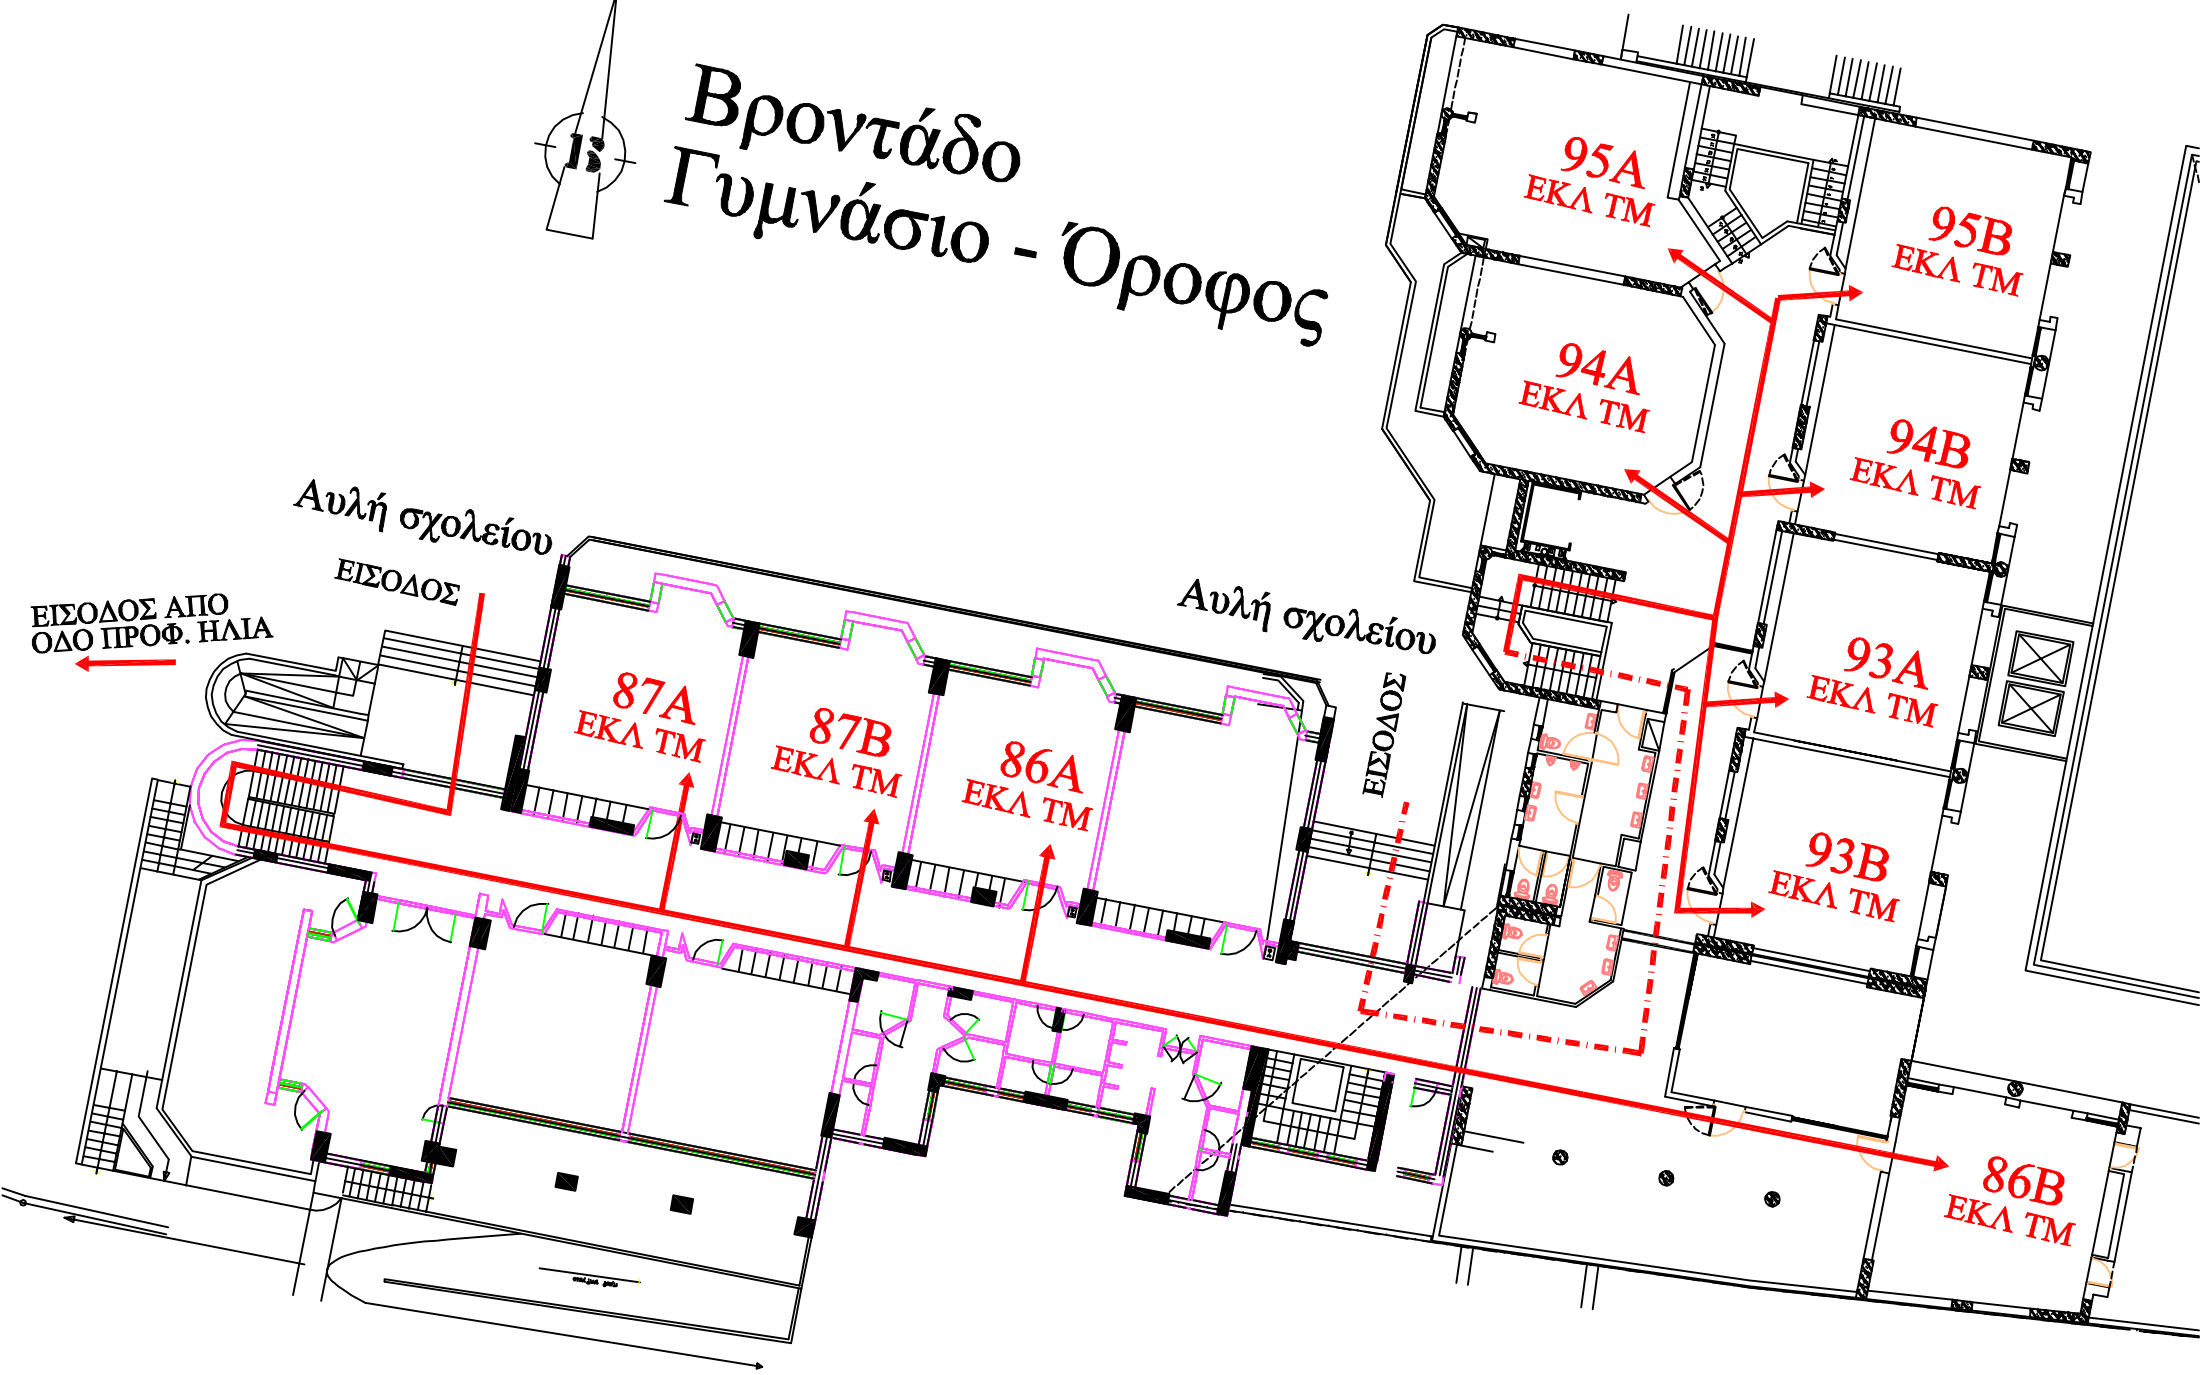 Βροντάδο
Γυμνάσιο - Όροφος
95Α
ΕΚΛ ΤΜ
95Β
ΕΚΛ ΤΜ
94Α
ΕΚΛ ΤΜ
94Β
ΕΚΛ ΤΜ
93Α
ΕΚΛ ΤΜ
93Β
ΕΚΛ ΤΜ
Αυλή σχολείου
ΕΙΣΟΔΟΣ
ΕΙΣΟΔΟΣ ΑΠΟ
ΟΔΟ ΠΡΟΦ. ΗΛΙΑ
Αυλή σχολείου
ΕΙΣΟΔΟΣ
87Α
ΕΚΛ ΤΜ
87Β
ΕΚΛ ΤΜ
86Α
ΕΚΛ ΤΜ
86Β
ΕΚΛ ΤΜ